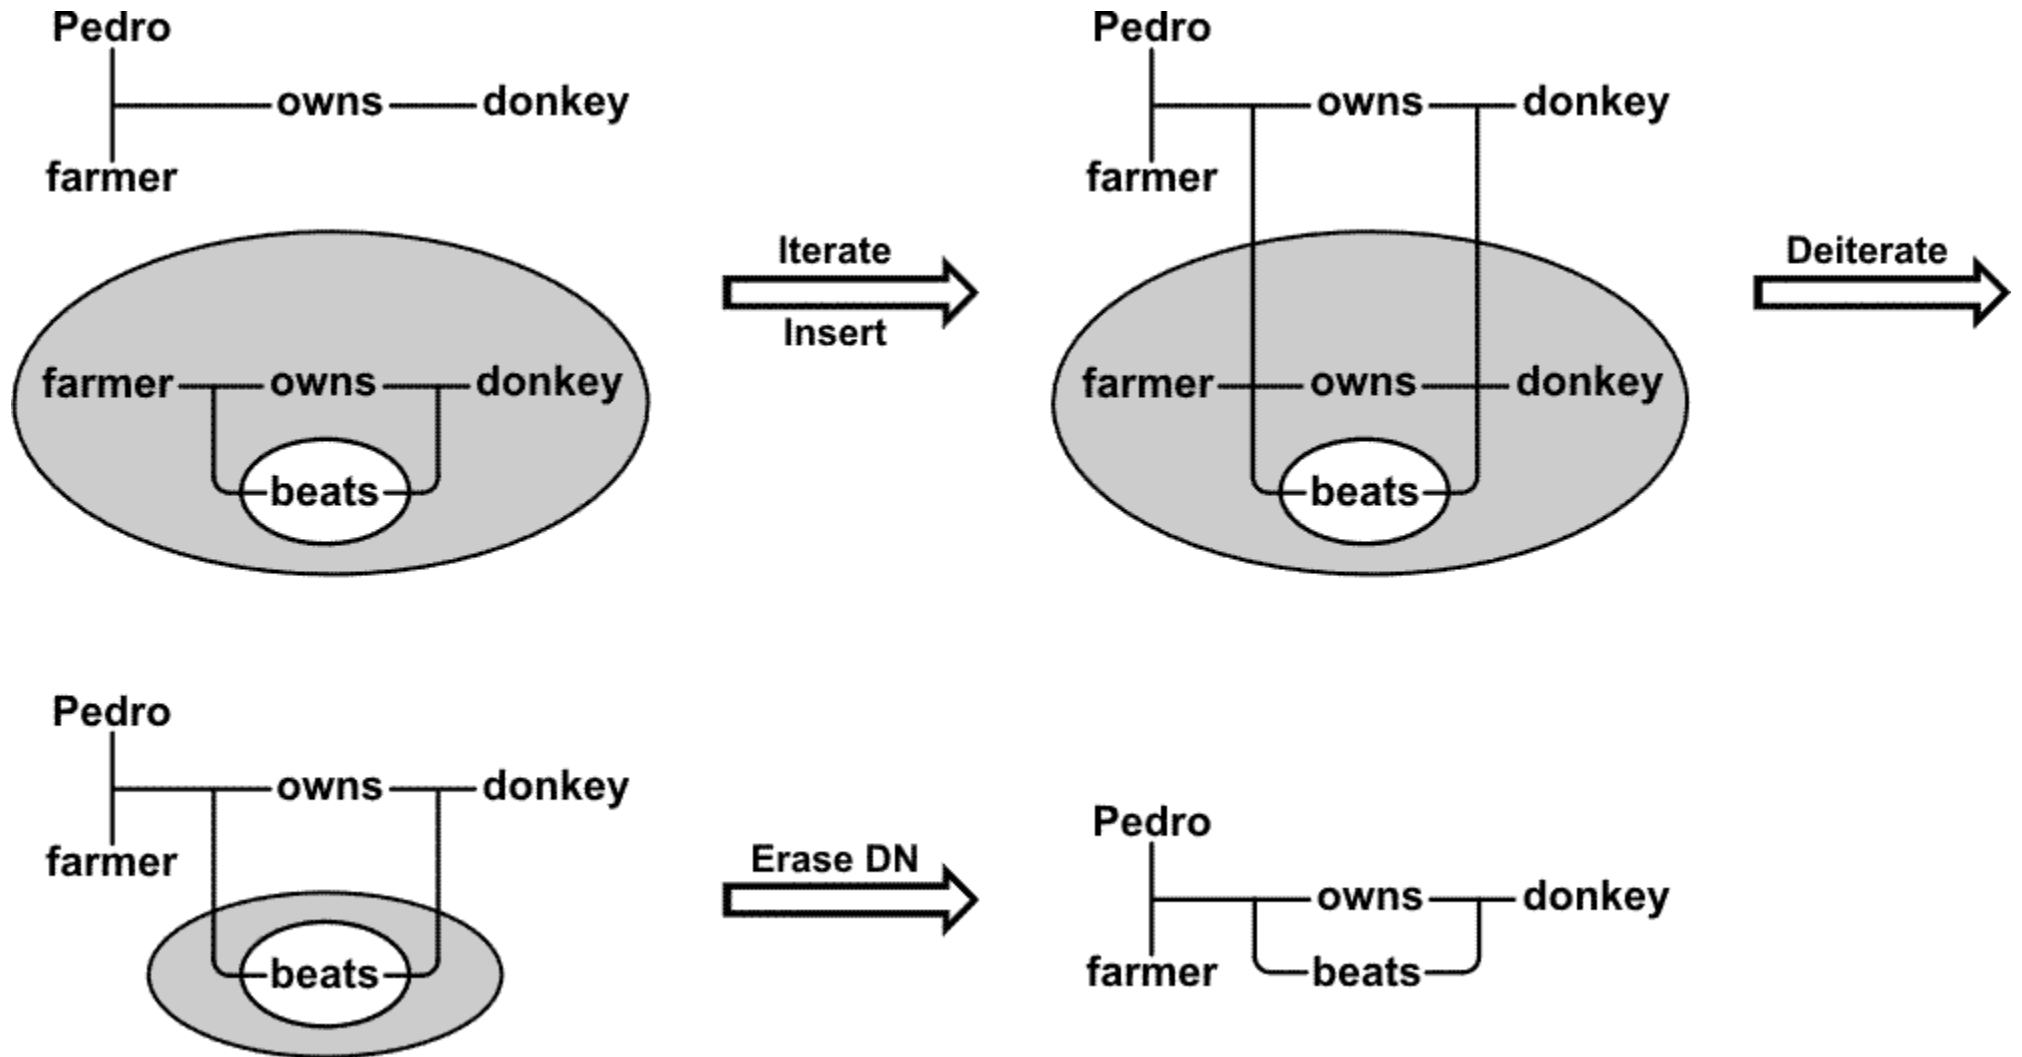 Pedro
owns donkey
farmer
farmer owns donkey
beats
Iterate
Insert
Pedro
owns donkey
farmer
farmer owns donkey
beats
Deiterate
Pedro
owns donkey
farmer
beats
Erase DN
Pedro
owns donkey
farmer beats